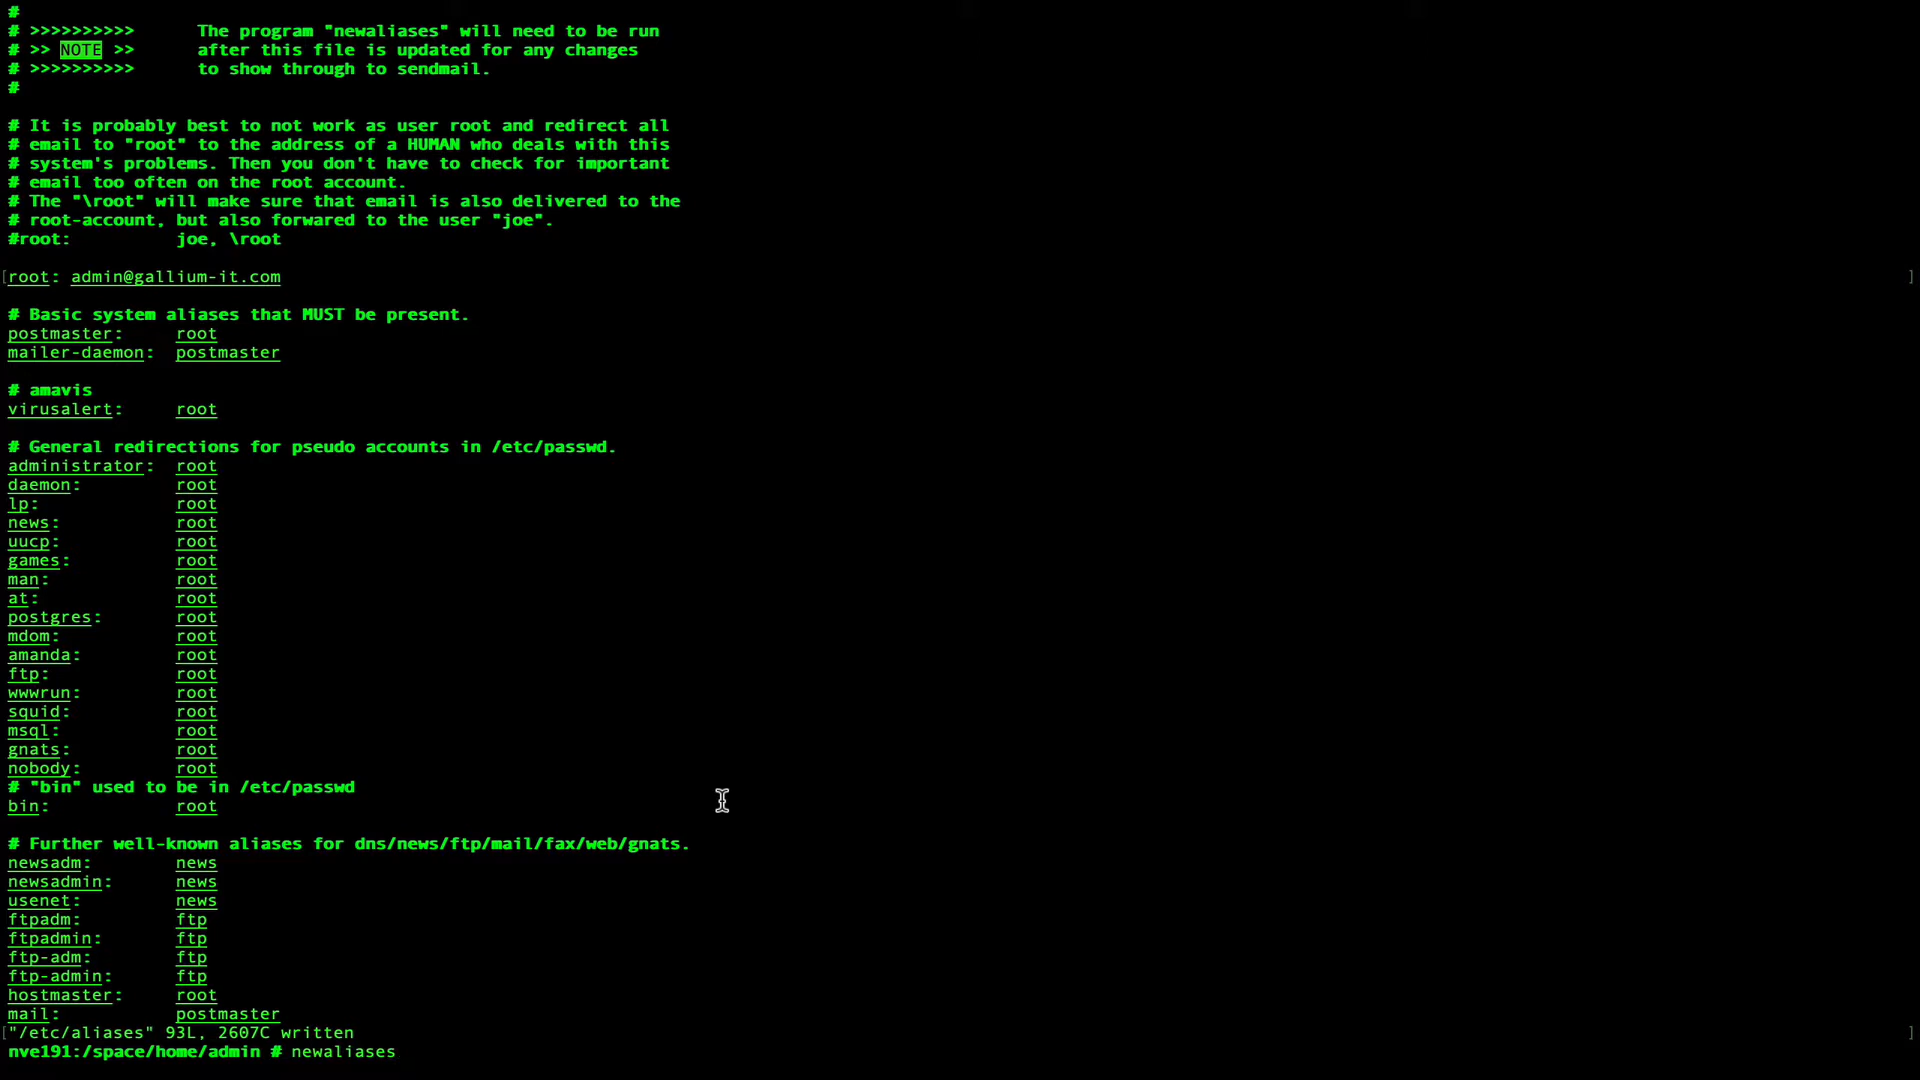 #
# >>>>>>>>>>      The program "newaliases" will need to be run
# >> NOTE >>      after this file is updated for any changes
# >>>>>>>>>>      to show through to sendmail.
#
# It is probably best to not work as user root and redirect all
# email to "root" to the address of a HUMAN who deals with this
# system's problems. Then you don't have to check for important
# email too often on the root account.
# The "\root" will make sure that email is also delivered to the
# root-account, but also forwared to the user "joe".
#root:          joe, \root
[root: admin@gallium-it.com ]
# Basic system aliases that MUST be present.
postmaster:     root
mailer-daemon:  postmaster
# amavis
virusalert:     root
# General redirections for pseudo accounts in /etc/passwd.
administrator:  root
daemon:         root
lp:             root
news:           root
uucp:           root
games:          root
man:            root
at:             root
postgres:       root
mdom:           root
amanda:         root
ftp:            root
wwwrun:         root
squid:          root
msql:           root
gnats:          root
nobody:         root
# "bin" used to be in /etc/passwd
bin:            root
# Further well-known aliases for dns/news/ftp/mail/fax/web/gnats.
newsadm:        news
newsadmin:      news
usenet:         news
ftpadm:         ftp
ftpadmin:       ftp
ftp-adm:        ftp
ftp-admin:      ftp
hostmaster:     root
mail:           postmaster
["/etc/aliases" 93L, 2607C written ]
nve191:/space/home/admin # newaliases